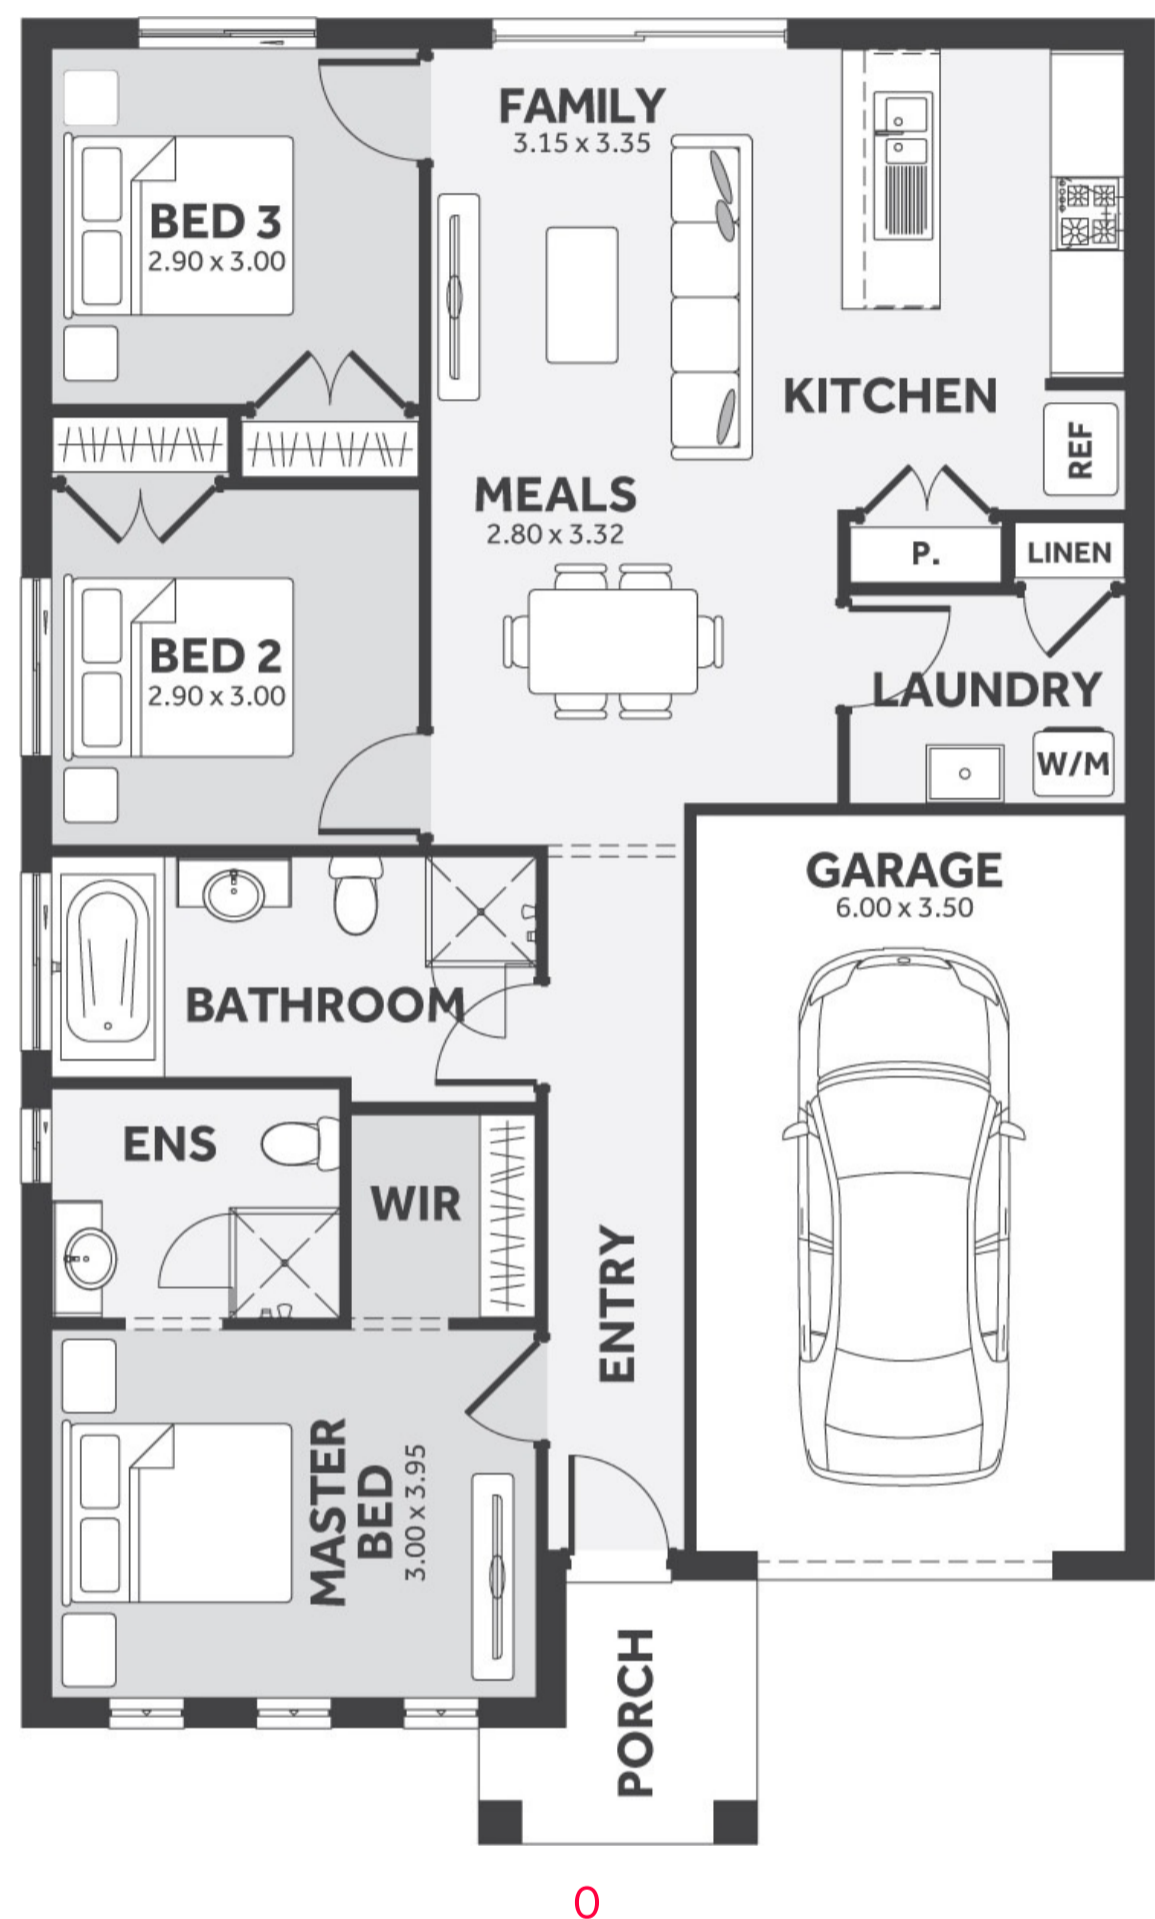 FAMILY
3.15 x 3.35
BED 3
2.90 x 3.00
KITCHEN
REF
MEALS
2.80 x 3.32
P.
LINEN
BED 2
2.90 x 3.00
LAUNDRY
W/M
GARAGE
6.00 x 3.50
BATHROOM
ENS
WIR
ENTRY
MASTER
BED
3.00 x 3.95
PORCH
0